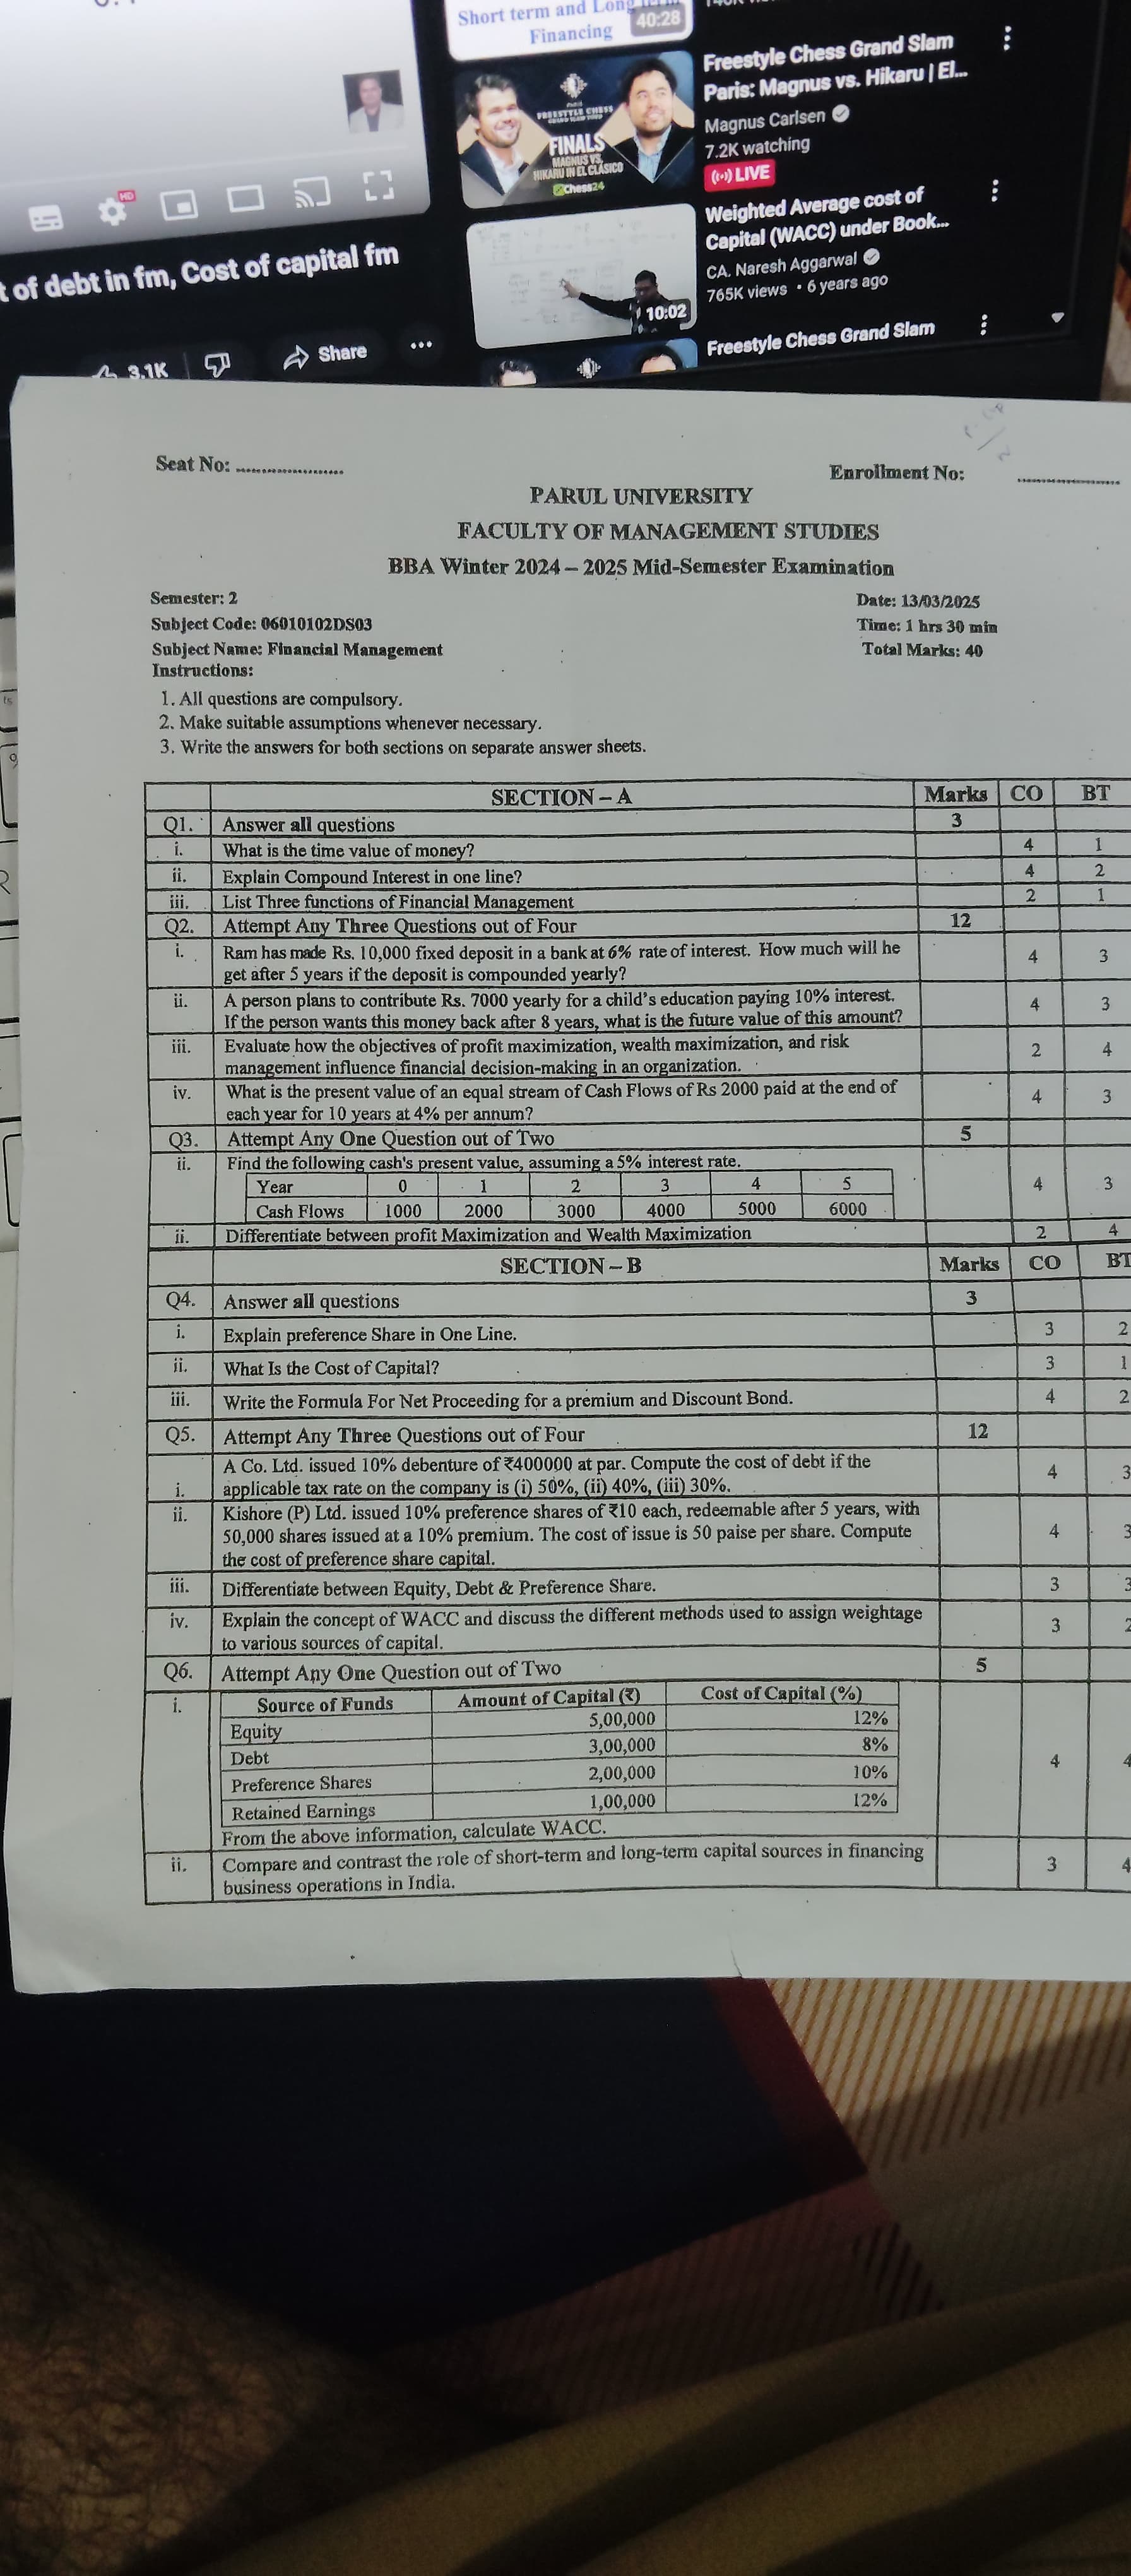 Short term and Long term
Financing
40:28
Freestyle Chess Grand Slam
Paris: Magnus vs. Hikaru | El...
Magnus Carlsen
7.2K watching
LIVE
FREESTYLE CHESS
FINALS
MAGNUS VS.
HIKARU IN EL CLÁSICO
Chess24
HD
Weighted Average cost of
Capital (WACC) under Book...
CA. Naresh Aggarwal
765K views • 6 years ago
10:02
t of debt in fm, Cost of capital fm
3.1K
Share
Freestyle Chess Grand Slam
Seat No: ....................
Enrollment No: ....................
PARUL UNIVERSITY
FACULTY OF MANAGEMENT STUDIES
BBA Winter 2024 – 2025 Mid-Semester Examination
Semester: 2 Date: 13/03/2025
Subject Code: 06010102DS03 Time: 1 hrs 30 min
Subject Name: Financial Management Total Marks: 40
Instructions:
1. All questions are compulsory.
2. Make suitable assumptions whenever necessary.
3. Write the answers for both sections on separate answer sheets.
SECTION – A Marks CO BT
Q1. Answer all questions 3
i. What is the time value of money? 4 1
ii. Explain Compound Interest in one line? 4 2
iii. List Three functions of Financial Management 2 1
Q2. Attempt Any Three Questions out of Four 12
i. Ram has made Rs. 10,000 fixed deposit in a bank at 6% rate of interest. How much will he
get after 5 years if the deposit is compounded yearly? 4 3
ii. A person plans to contribute Rs. 7000 yearly for a child's education paying 10% interest.
If the person wants this money back after 8 years, what is the future value of this amount? 4 3
iii. Evaluate how the objectives of profit maximization, wealth maximization, and risk
management influence financial decision-making in an organization. 2 4
iv. What is the present value of an equal stream of Cash Flows of Rs 2000 paid at the end of
each year for 10 years at 4% per annum? 4 3
Q3. Attempt Any One Question out of Two 5
ii. Find the following cash's present value, assuming a 5% interest rate. 4 3
Year 0 1 2 3 4 5
Cash Flows 1000 2000 3000 4000 5000 6000
ii. Differentiate between profit Maximization and Wealth Maximization 2 4
SECTION – B Marks CO BT
Q4. Answer all questions 3
i. Explain preference Share in One Line. 3 2
ii. What Is the Cost of Capital? 3 1
iii. Write the Formula For Net Proceeding for a premium and Discount Bond. 4 2
Q5. Attempt Any Three Questions out of Four 12
A Co. Ltd. issued 10% debenture of ₹400000 at par. Compute the cost of debt if the
i. applicable tax rate on the company is (i) 50%, (ii) 40%, (iii) 30%. 4 3
ii. Kishore (P) Ltd. issued 10% preference shares of ₹10 each, redeemable after 5 years, with
50,000 shares issued at a 10% premium. The cost of issue is 50 paise per share. Compute
the cost of preference share capital. 4 3
iii. Differentiate between Equity, Debt & Preference Share. 3 3
iv. Explain the concept of WACC and discuss the different methods used to assign weightage
to various sources of capital. 3 2
Q6. Attempt Any One Question out of Two 5
i. Source of Funds Amount of Capital (₹) Cost of Capital (%)
Equity 5,00,000 12%
Debt 3,00,000 8%
Preference Shares 2,00,000 10%
Retained Earnings 1,00,000 12%
From the above information, calculate WACC. 4 4
ii. Compare and contrast the role of short-term and long-term capital sources in financing
business operations in India. 3 4